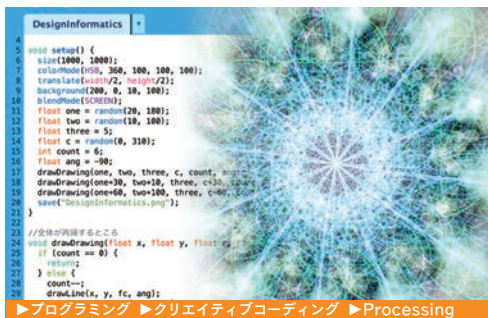 DesignInformatics
4
5 void setup() {
6 size(1000, 1000);
7 colorMode(HSB, 360, 100, 100, 100);
8 translate(width/2, height/2);
9 background(200, 0, 10, 100);
10 blendMode(SCREEN);
11 float one = random(20, 180);
12 float two = random(10, 100);
13 float three = 5;
14 float c = random(0, 310);
15 int count = 6;
16 float ang = -90;
17 drawDrawing(one, two, three, c, count, ang);
18 drawDrawing(one+30, two+10, three, c+30, count
19 drawDrawing(one+60, two+100, three, c-60,
20 save("DesignInformatics.png");
21 }
22
23 //全体が再帰するところ
24 void drawDrawing(float x, float y, float
25 if (count == 0) {
26 return;
27 } else {
28 count--;
29 drawLine(x, y, fc, ang);
▶プログラミング ▶クリエイティブコーディング ▶Processing